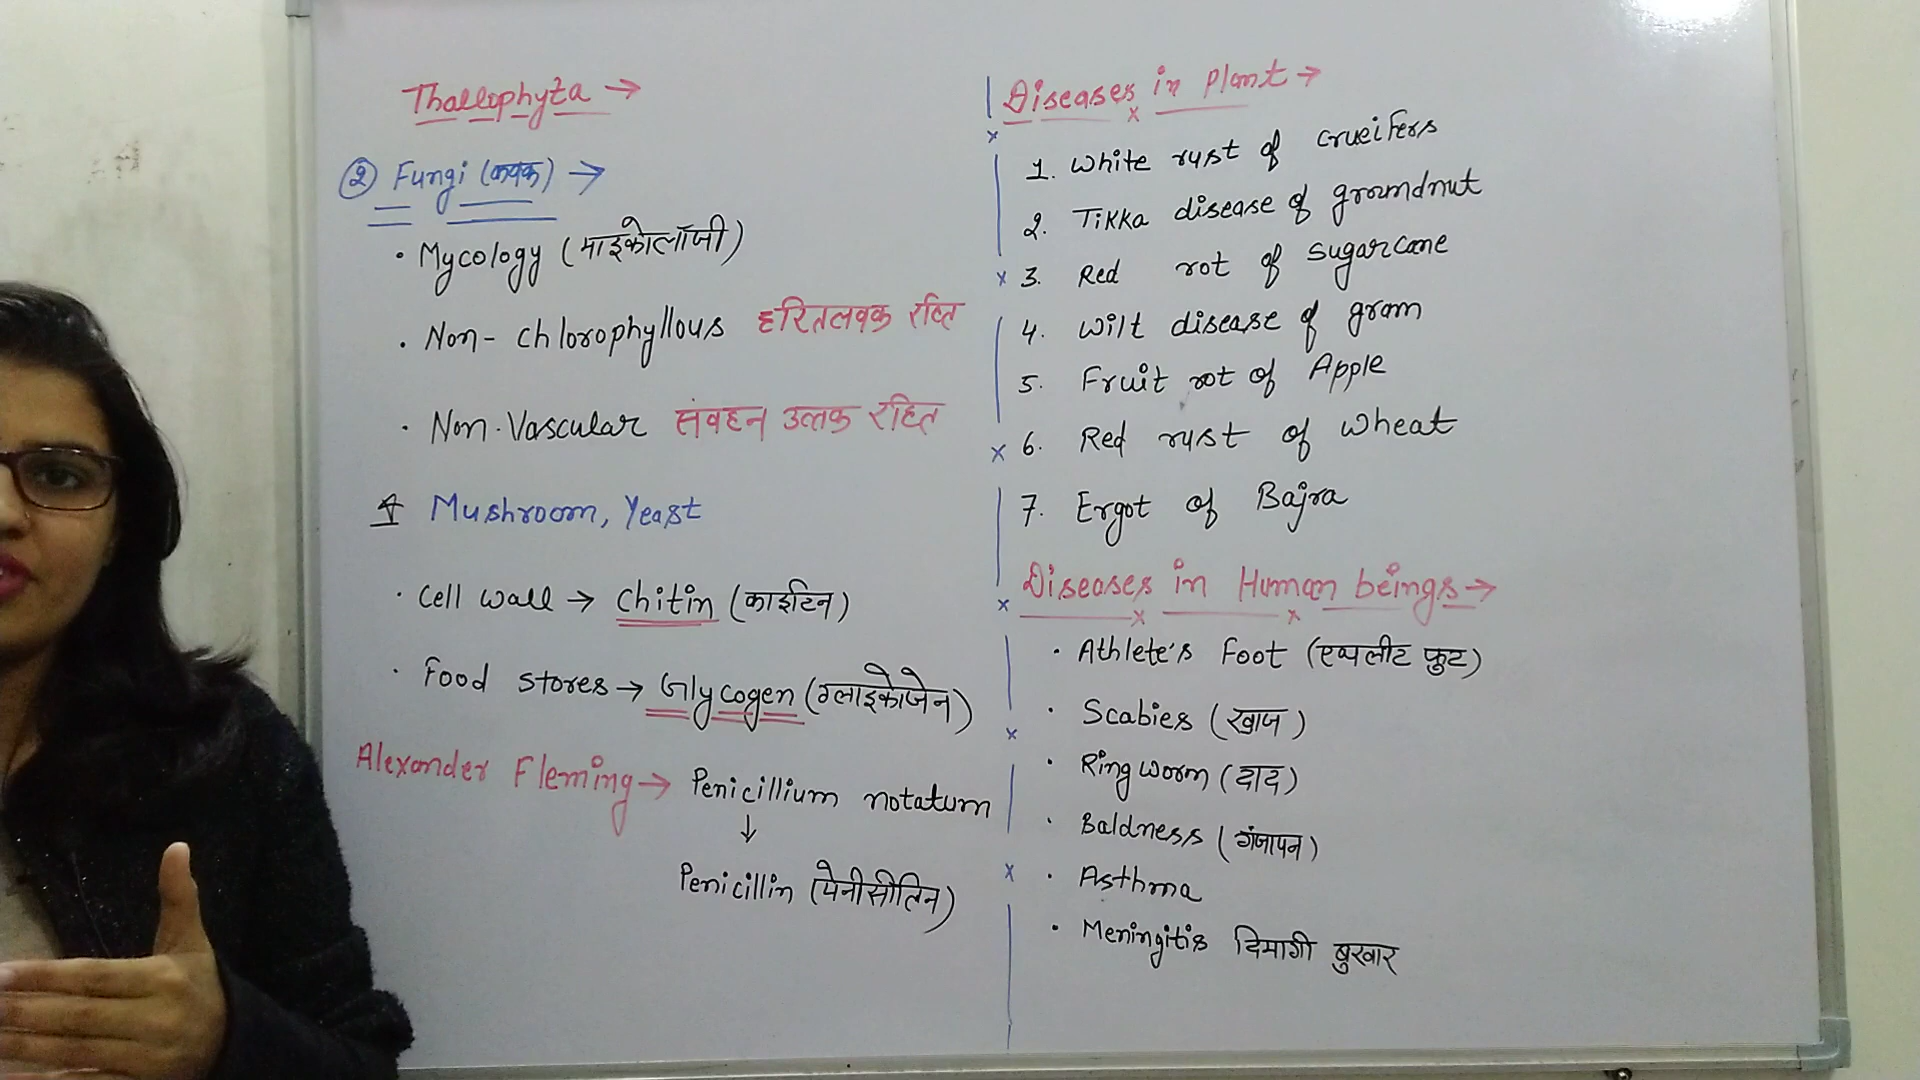 Thallophyta →
② Fungi (कवक) →
• Mycology (माइकोलॉजी)
• Non-chlorophyllous हरितलवक रहित
• Non-Vascular संवहन उत्तक रहित
Mushroom, Yeast
• Cell wall → Chitin (काईटिन)
• Food stores → Glycogen (ग्लाइकोजेन)
Alexander Fleming → Penicillium notatum
↓
Penicillin (पेनीसीलिन)
Diseases in Plant →
1. White rust of crucifers
2. Tikka disease of groundnut
3. Red rot of sugarcane
4. Wilt disease of gram
5. Fruit rot of Apple
6. Red rust of wheat
7. Ergot of Bajra
Diseases in Human beings →
• Athlete's Foot (एथलीट फुट)
• Scabies (खाज)
• Ringworm (दाद)
• Baldness (गंजापन)
• Asthma
• Meningitis दिमागी बुखार